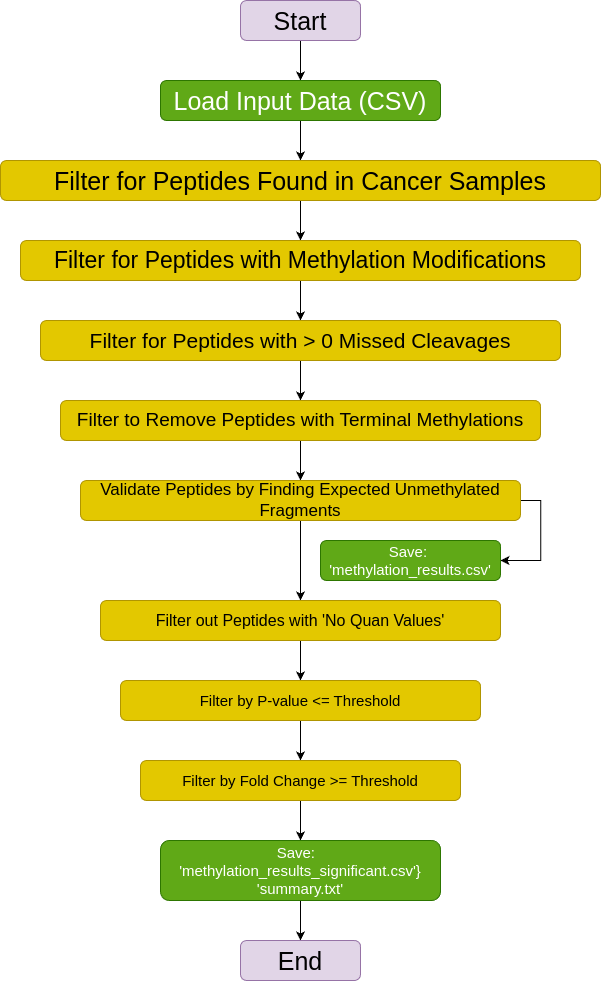 Start
Load Input Data (CSV)
Filter for Peptides Found in Cancer Samples
Filter for Peptides with Methylation Modifications
Filter for Peptides with > 0 Missed Cleavages
Filter to Remove Peptides with Terminal Methylations
Validate Peptides by Finding Expected Unmethylated
Fragments
Save:
'methylation_results.csv'
Filter out Peptides with 'No Quan Values'
Filter by P-value <= Threshold
Filter by Fold Change >= Threshold
Save:
'methylation_results_significant.csv'}
'summary.txt'
End